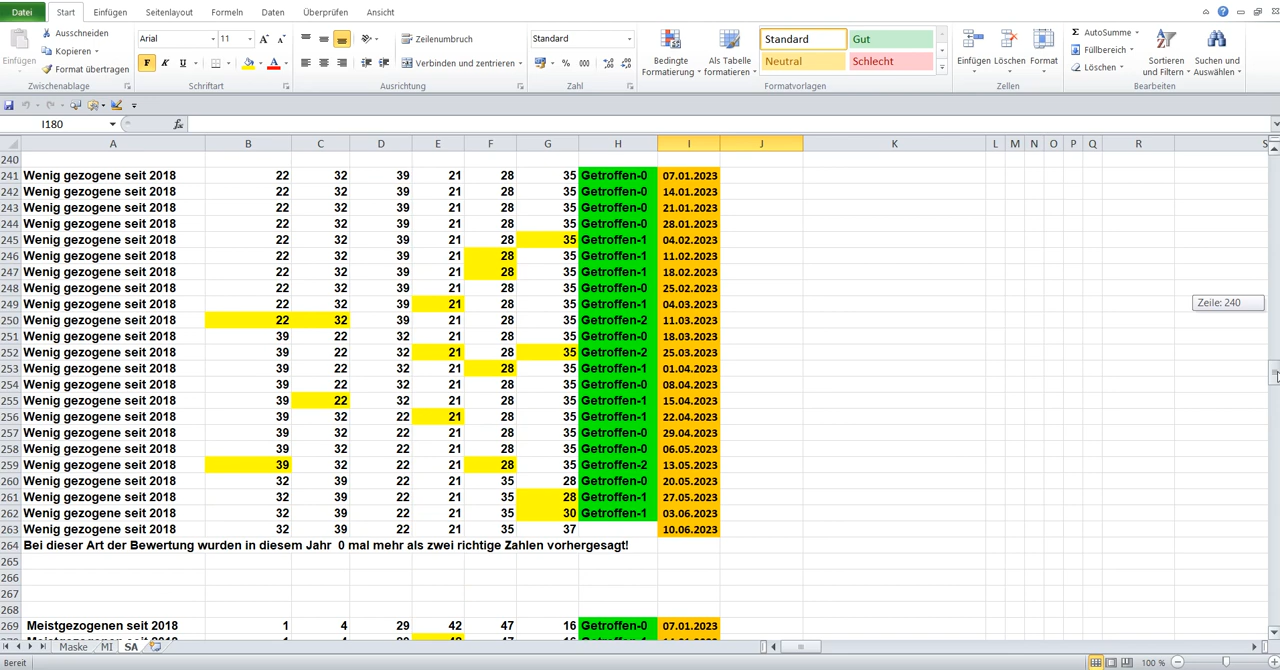 Datei Start Einfügen Seitenlayout Formeln Daten Überprüfen Ansicht
Einfügen Ausschneiden Kopieren Format übertragen Zwischenablage
Arial 11 F K U Schriftart
Zeilenumbruch Verbinden und zentrieren Ausrichtung
Standard % 000 Zahl
Bedingte Formatierung Als Tabelle formatieren Standard Gut Neutral Schlecht Formatvorlagen
Einfügen Löschen Format Zellen
Σ AutoSumme Füllbereich Löschen Sortieren und Filtern Suchen und Auswählen Bearbeiten
I180 fx
A B C D E F G H I J K L M N O P Q R S
240
241 Wenig gezogene seit 2018 22 32 39 21 28 35 Getroffen-0 07.01.2023
242 Wenig gezogene seit 2018 22 32 39 21 28 35 Getroffen-0 14.01.2023
243 Wenig gezogene seit 2018 22 32 39 21 28 35 Getroffen-0 21.01.2023
244 Wenig gezogene seit 2018 22 32 39 21 28 35 Getroffen-0 28.01.2023
245 Wenig gezogene seit 2018 22 32 39 21 28 35 Getroffen-1 04.02.2023
246 Wenig gezogene seit 2018 22 32 39 21 28 35 Getroffen-1 11.02.2023
247 Wenig gezogene seit 2018 22 32 39 21 28 35 Getroffen-1 18.02.2023
248 Wenig gezogene seit 2018 22 32 39 21 28 35 Getroffen-0 25.02.2023
249 Wenig gezogene seit 2018 22 32 39 21 28 35 Getroffen-1 04.03.2023
Zeile: 240
250 Wenig gezogene seit 2018 22 32 39 21 28 35 Getroffen-2 11.03.2023
251 Wenig gezogene seit 2018 39 22 32 21 28 35 Getroffen-0 18.03.2023
252 Wenig gezogene seit 2018 39 22 32 21 28 35 Getroffen-2 25.03.2023
253 Wenig gezogene seit 2018 39 22 32 21 28 35 Getroffen-1 01.04.2023
254 Wenig gezogene seit 2018 39 22 32 21 28 35 Getroffen-0 08.04.2023
255 Wenig gezogene seit 2018 39 22 32 21 28 35 Getroffen-1 15.04.2023
256 Wenig gezogene seit 2018 39 32 22 21 28 35 Getroffen-1 22.04.2023
257 Wenig gezogene seit 2018 39 32 22 21 28 35 Getroffen-0 29.04.2023
258 Wenig gezogene seit 2018 39 32 22 21 28 35 Getroffen-0 06.05.2023
259 Wenig gezogene seit 2018 39 32 22 21 28 35 Getroffen-2 13.05.2023
260 Wenig gezogene seit 2018 32 39 22 21 35 28 Getroffen-0 20.05.2023
261 Wenig gezogene seit 2018 32 39 22 21 35 28 Getroffen-1 27.05.2023
262 Wenig gezogene seit 2018 32 39 22 21 35 30 Getroffen-1 03.06.2023
263 Wenig gezogene seit 2018 32 39 22 21 35 37 10.06.2023
264 Bei dieser Art der Bewertung wurden in diesem Jahr 0 mal mehr als zwei richtige Zahlen vorhergesagt!
265
266
267
268
269 Meistgezogenen seit 2018 1 4 29 42 47 16 Getroffen-0 07.01.2023
Maske MI SA
Bereit 100 %